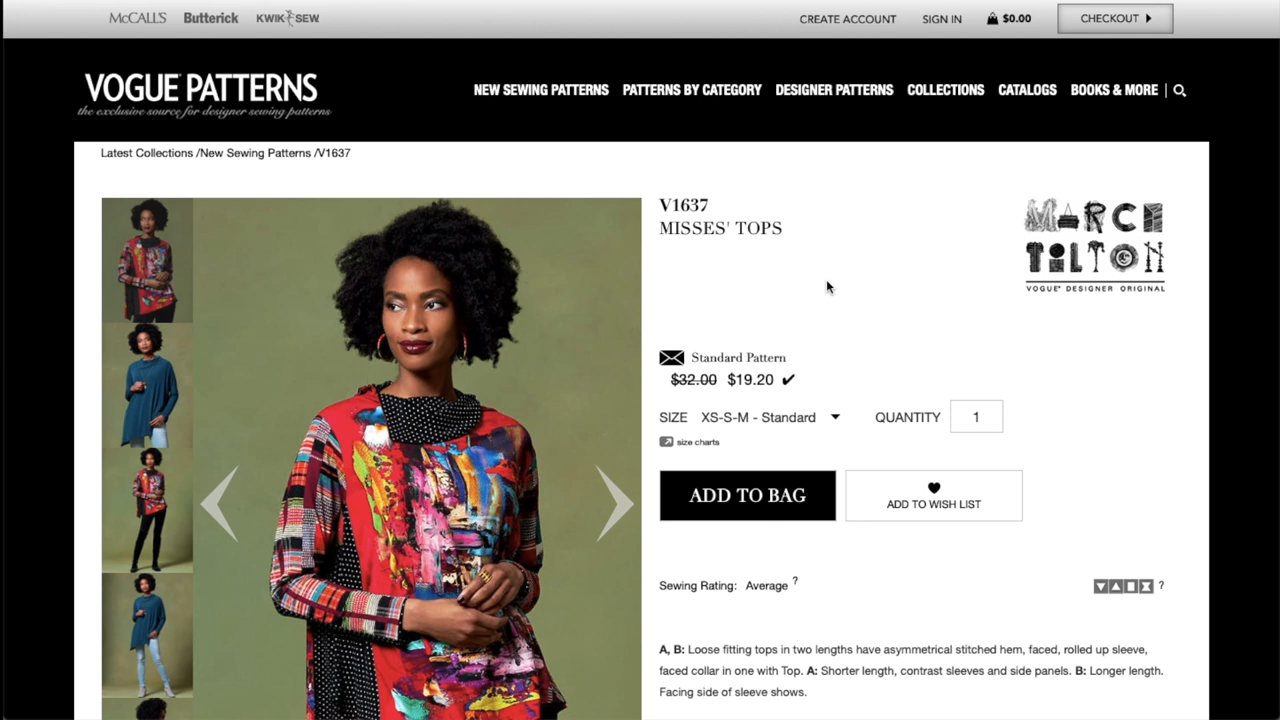 McCALL'S Butterick KWIK SEW CREATE ACCOUNT SIGN IN $0.00 CHECKOUT
VOGUE PATTERNS
the exclusive source for designer sewing patterns
NEW SEWING PATTERNS PATTERNS BY CATEGORY DESIGNER PATTERNS COLLECTIONS CATALOGS BOOKS & MORE
Latest Collections /New Sewing Patterns /V1637
V1637
MISSES' TOPS
MARCY
TILTON
VOGUE® DESIGNER ORIGINAL
Standard Pattern
$32.00 $19.20 ✔
SIZE XS-S-M - Standard QUANTITY 1
size charts
ADD TO BAG
ADD TO WISH LIST
Sewing Rating: Average ?
?
A, B: Loose fitting tops in two lengths have asymmetrical stitched hem, faced, rolled up sleeve,
faced collar in one with Top. A: Shorter length, contrast sleeves and side panels. B: Longer length.
Facing side of sleeve shows.